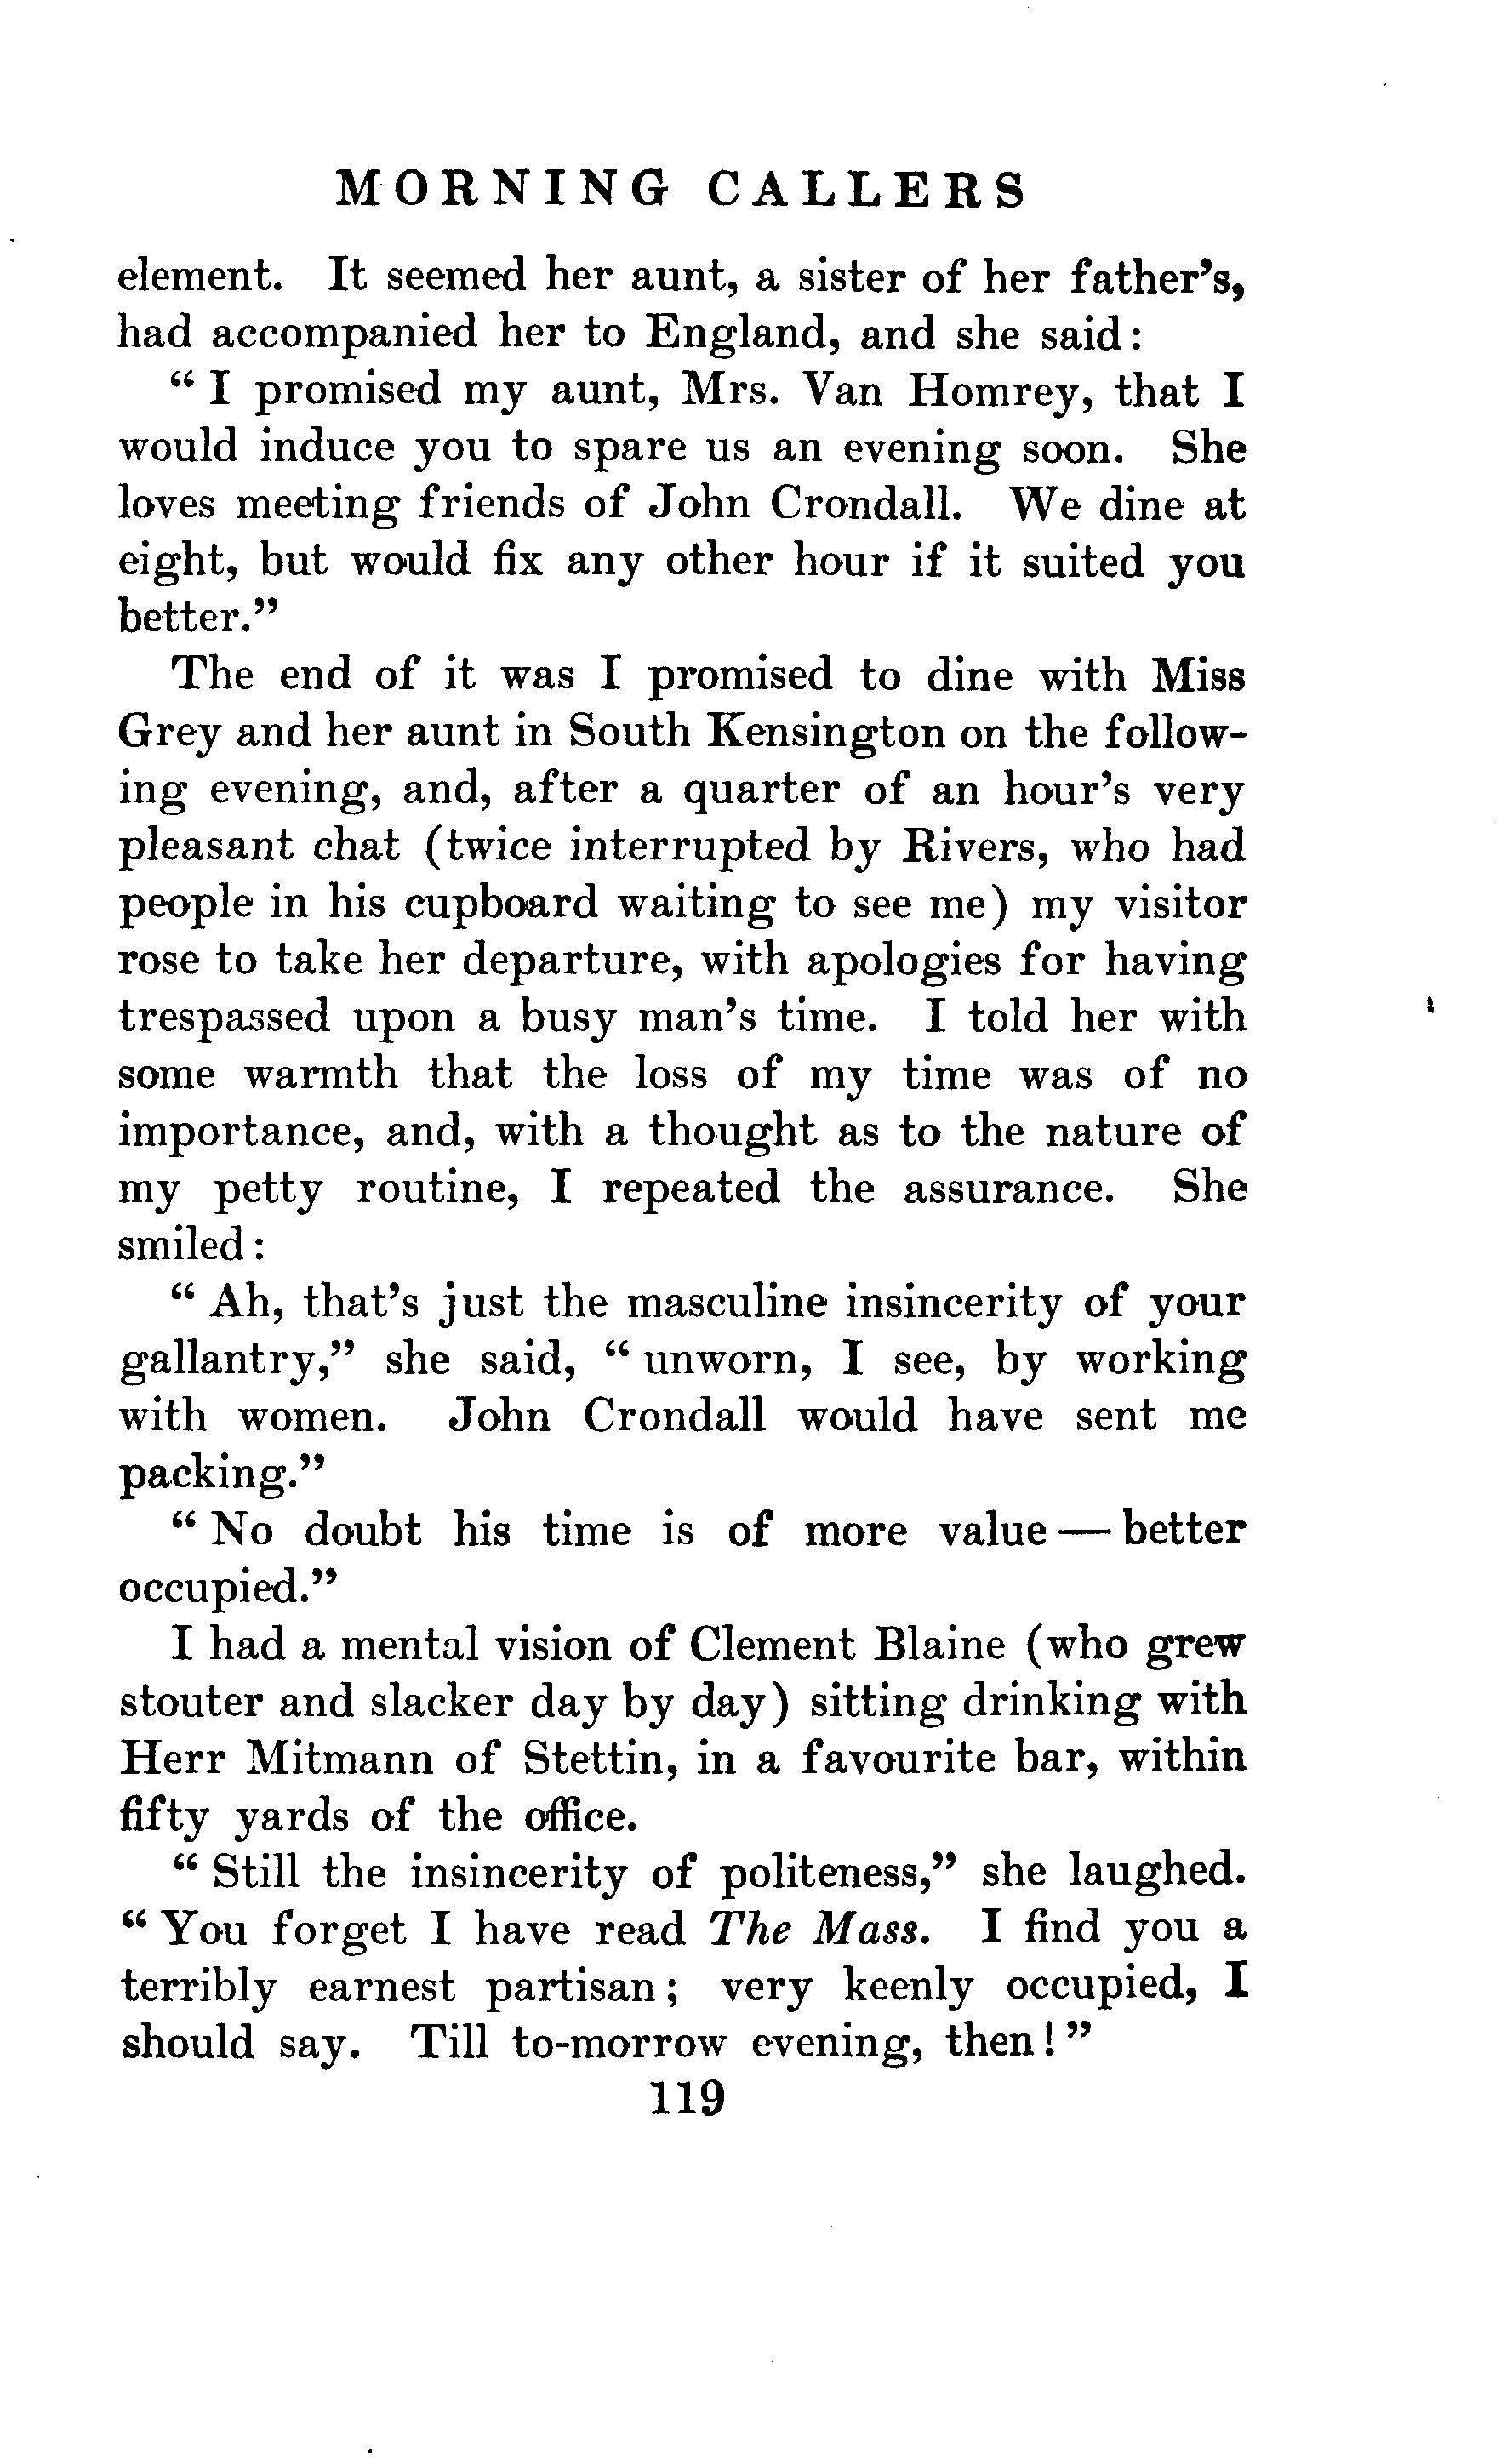 MORNING CALLERS
element. It seemed her aunt, a sister of her father's,
had accompanied her to England, and she said:
" I promised my aunt, Mrs. Van Homrey, that I
would induce you to spare us an evening soon. She
loves meeting friends of John Crondall. We dine at
eight, but would fix any other hour if it suited you
better."
The end of it was I promised to dine with Miss
Grey and her aunt in South Kensington on the follow-
ing evening, and, after a quarter of an hour's very
pleasant chat (twice interrupted by Rivers, who had
people in his cupboard waiting to see me) my visitor
rose to take her departure, with apologies for having
trespassed upon a busy man's time. I told her with
some warmth that the loss of my time was of no
importance, and, with a thought as to the nature of
my petty routine, I repeated the assurance. She
smiled:
" Ah, that's just the masculine insincerity of your
gallantry," she said, " unworn, I see, by working
with women. John Crondall would have sent me
packing."
" No doubt his time is of more value — better
occupied."
I had a mental vision of Clement Blaine (who grew
stouter and slacker day by day) sitting drinking with
Herr Mitmann of Stettin, in a favourite bar, within
fifty yards of the office.
" Still the insincerity of politeness," she laughed.
" You forget I have read The Mass. I find you a
terribly earnest partisan; very keenly occupied, I
should say. Till to-morrow evening, then! "
119